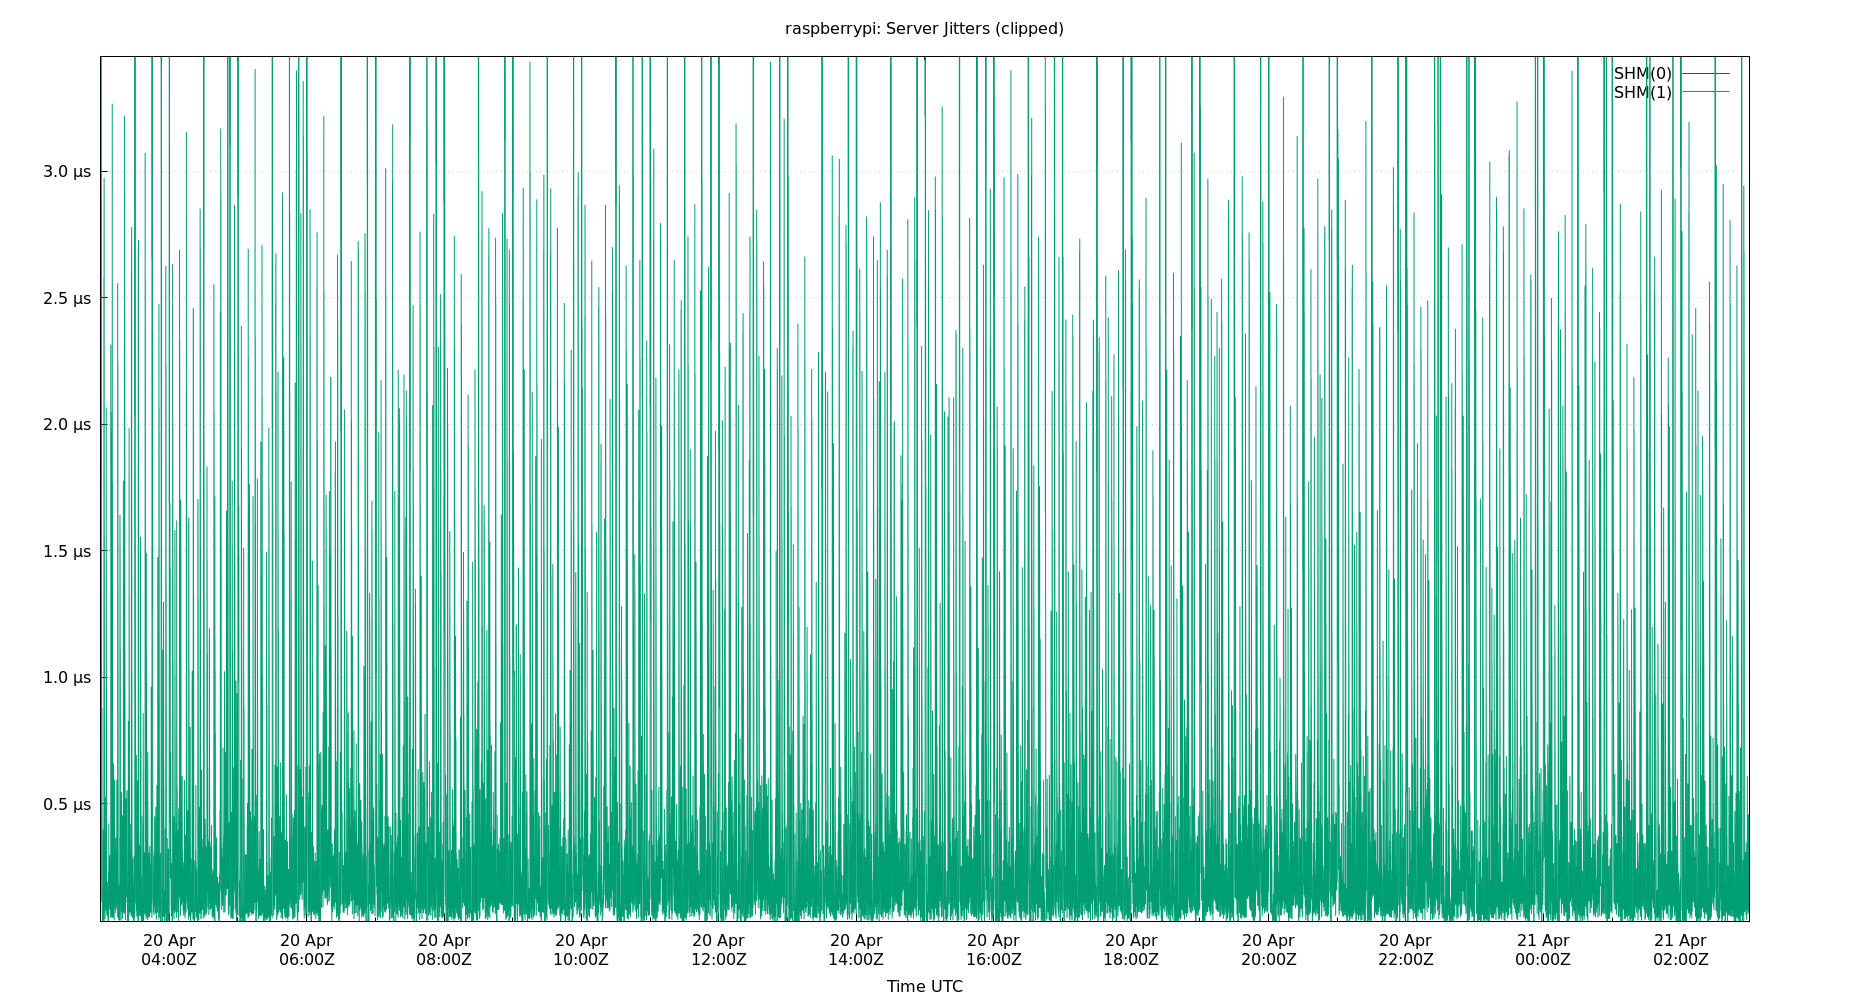 raspberrypi: Server Jitters (clipped)
SHM(0)
SHM(1)
3.0 μs
2.5 μs
2.0 μs
1.5 μs
1.0 μs
0.5 μs
20 Apr 20 Apr 20 Apr 20 Apr 20 Apr 20 Apr 20 Apr 20 Apr 20 Apr 20 Apr 21 Apr 21 Apr
04:00Z 06:00Z 08:00Z 10:00Z 12:00Z 14:00Z 16:00Z 18:00Z 20:00Z 22:00Z 00:00Z 02:00Z
Time UTC